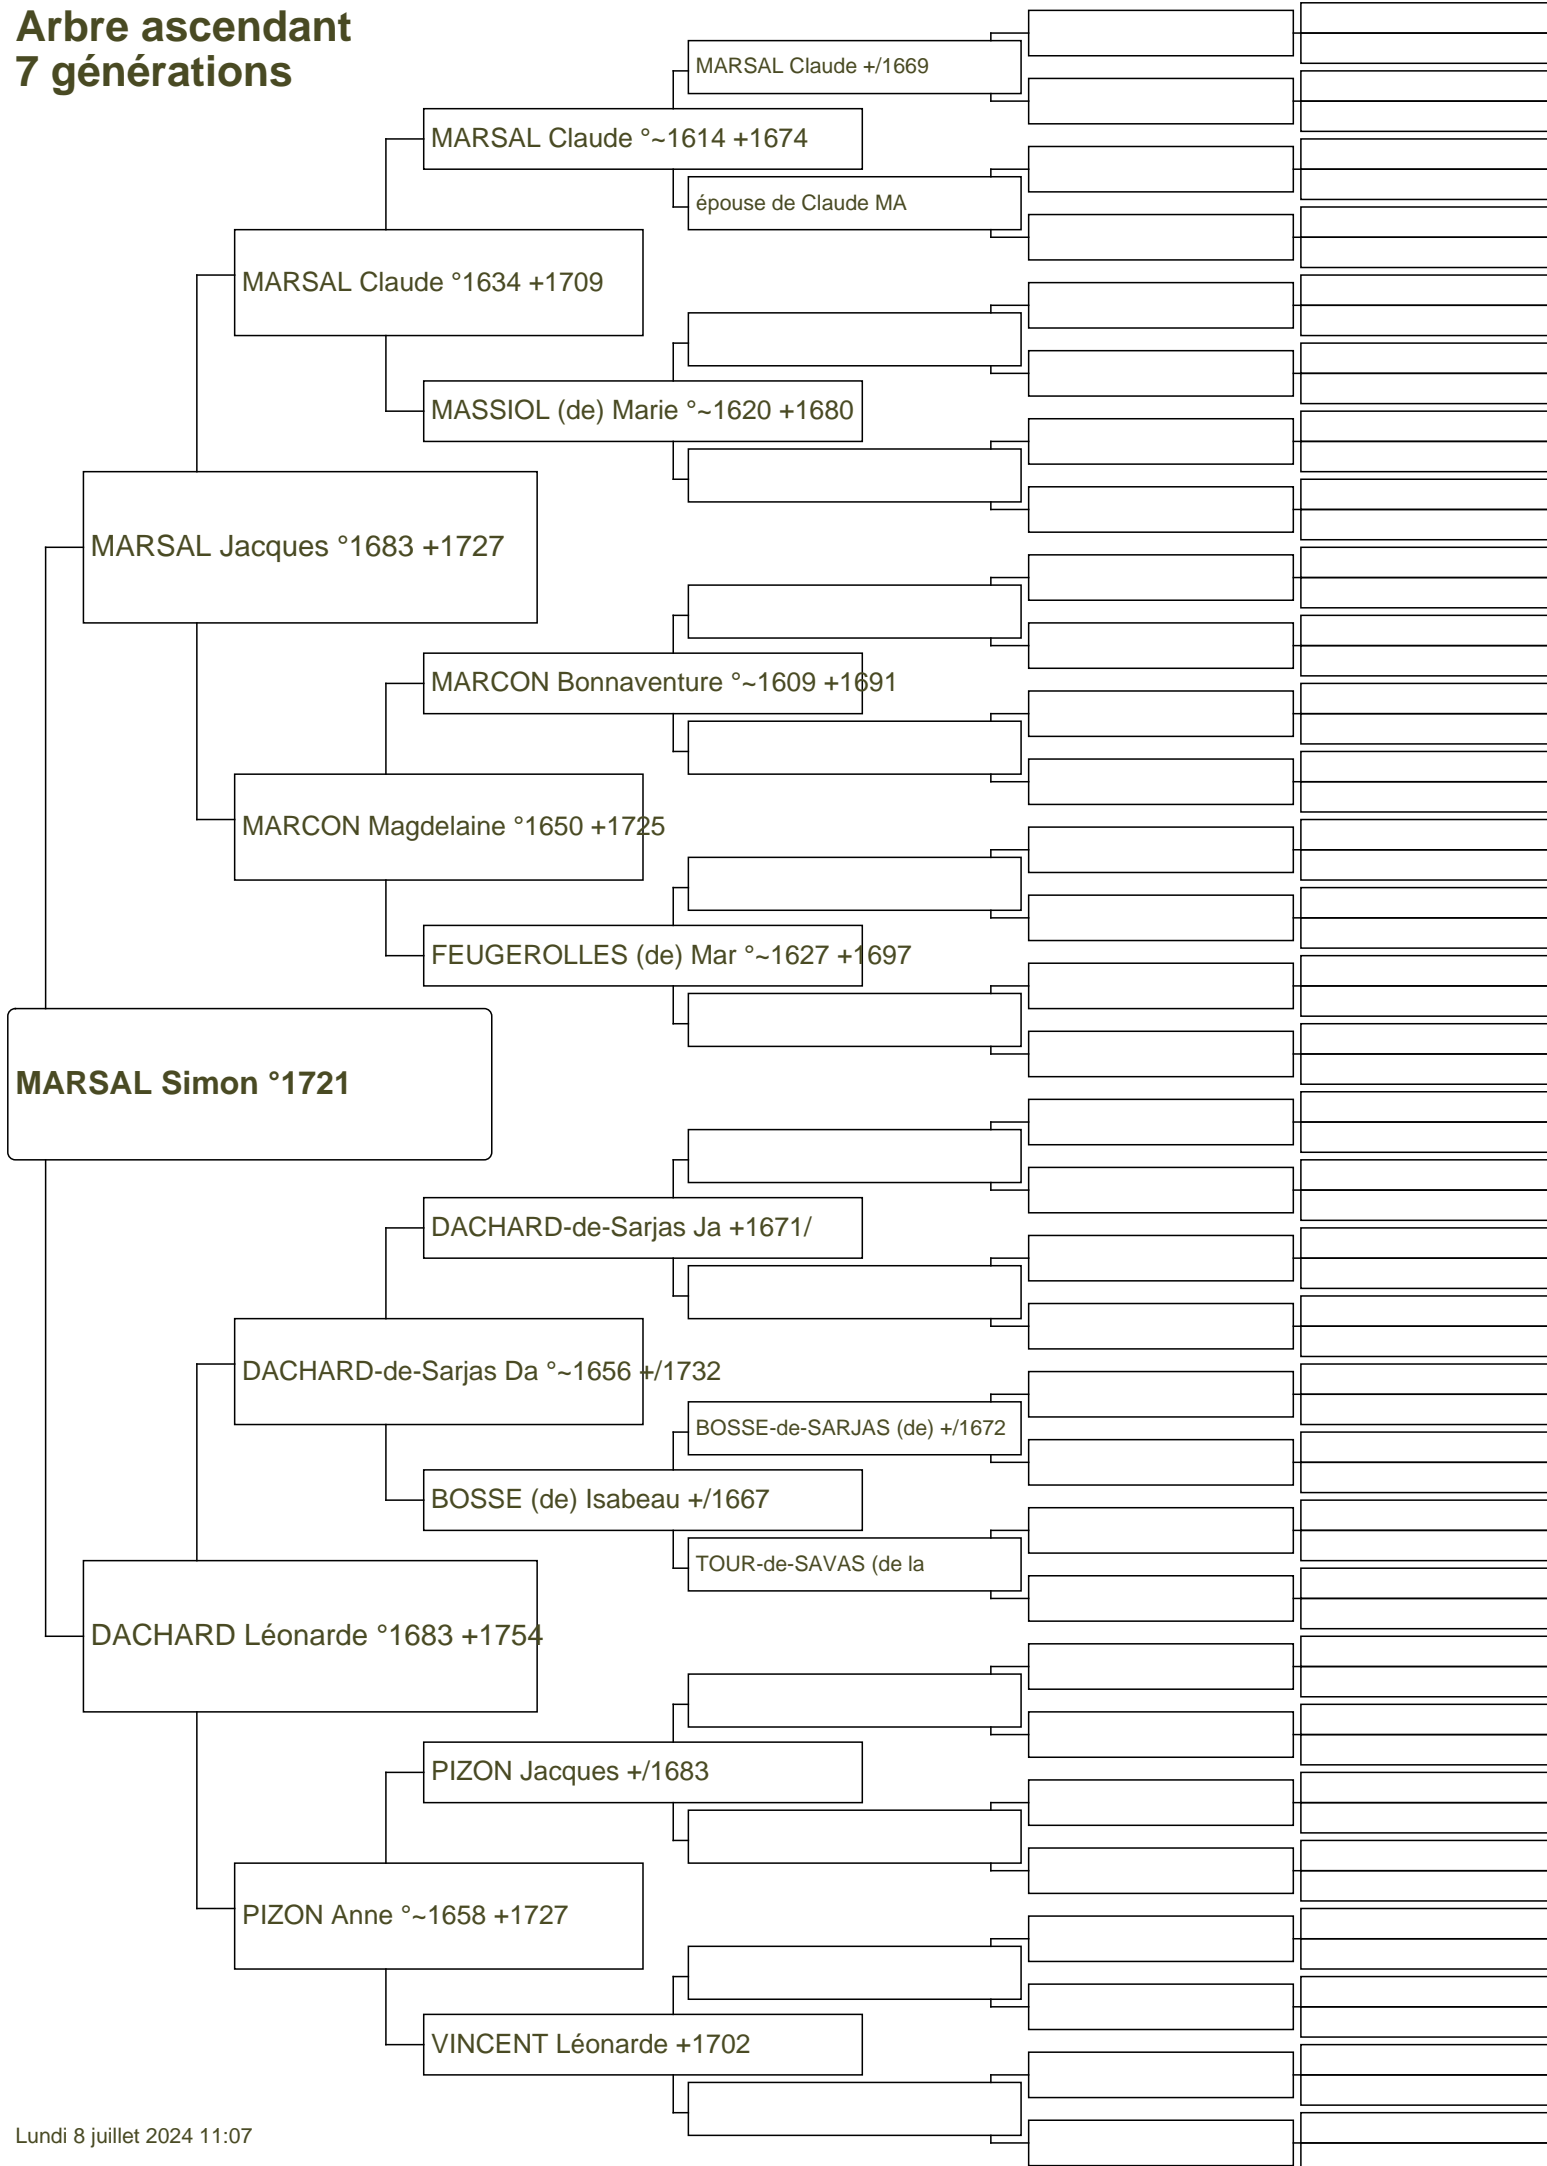 Arbre ascendant
7 générations
MARSAL Claude +/1669
MARSAL Claude °~1614 +1674
épouse de Claude MA
MARSAL Claude °1634 +1709
MASSIOL (de) Marie °~1620 +1680
MARSAL Jacques °1683 +1727
MARCON Bonnaventure °~1609 +1691
MARCON Magdelaine °1650 +1725
FEUGEROLLES (de) Mar °~1627 +1697
MARSAL Simon °1721
DACHARD-de-Sarjas Ja +1671/
DACHARD-de-Sarjas Da °~1656 +/1732
BOSSE-de-SARJAS (de) +/1672
BOSSE (de) Isabeau +/1667
TOUR-de-SAVAS (de la
DACHARD Léonarde °1683 +1754
PIZON Jacques +/1683
PIZON Anne °~1658 +1727
VINCENT Léonarde +1702
Lundi 8 juillet 2024 11:07